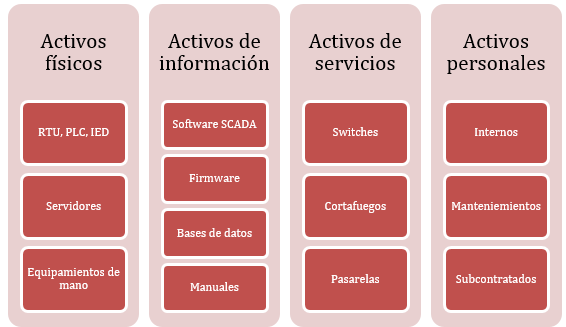 Activos
físicos
RTU, PLC, IED
Servidores
Equipamientos de
mano
Activos de
información
Software SCADA
Firmware
Bases de datos
Manuales
Activos de
servicios
Switches
Cortafuegos
Pasarelas
Activos
personales
Internos
Manteniemientos
Subcontratados